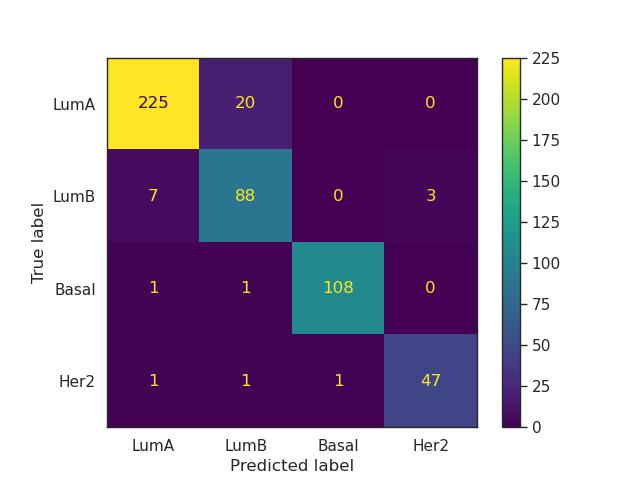 LumA 225 20 0 0
LumB 7 88 0 3
Basal 1 1 108 0
Her2 1 1 1 47
LumA LumB Basal Her2
Predicted label
True label
225
200
175
150
125
100
75
50
25
0